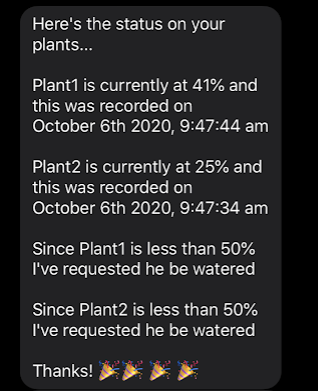 Here's the status on your
plants...
Plant1 is currently at 41% and
this was recorded on
October 6th 2020, 9:47:44 am
Plant2 is currently at 25% and
this was recorded on
October 6th 2020, 9:47:34 am
Since Plant1 is less than 50%
I've requested he be watered
Since Plant2 is less than 50%
I've requested he be watered
Thanks! 🎉🎉 🎉 🎉